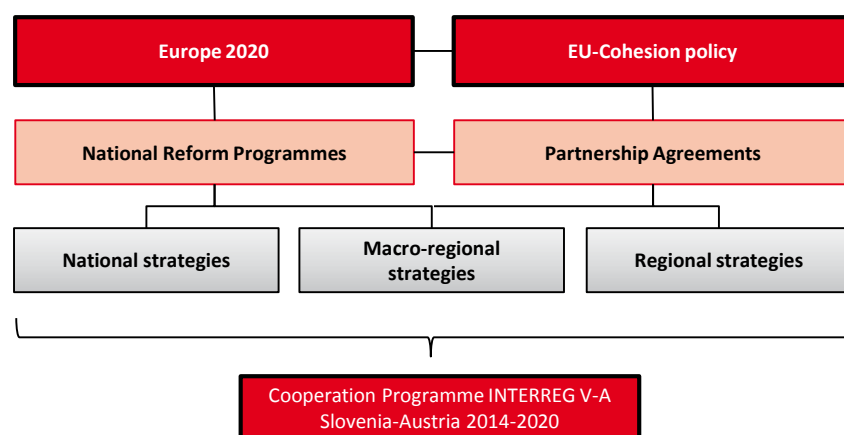 Europe 2020
EU-Cohesion policy
National Reform Programmes
Partnership Agreements
National strategies
Macro-regional
strategies
Regional strategies
Cooperation Programme INTERREG V-A
Slovenia-Austria 2014-2020